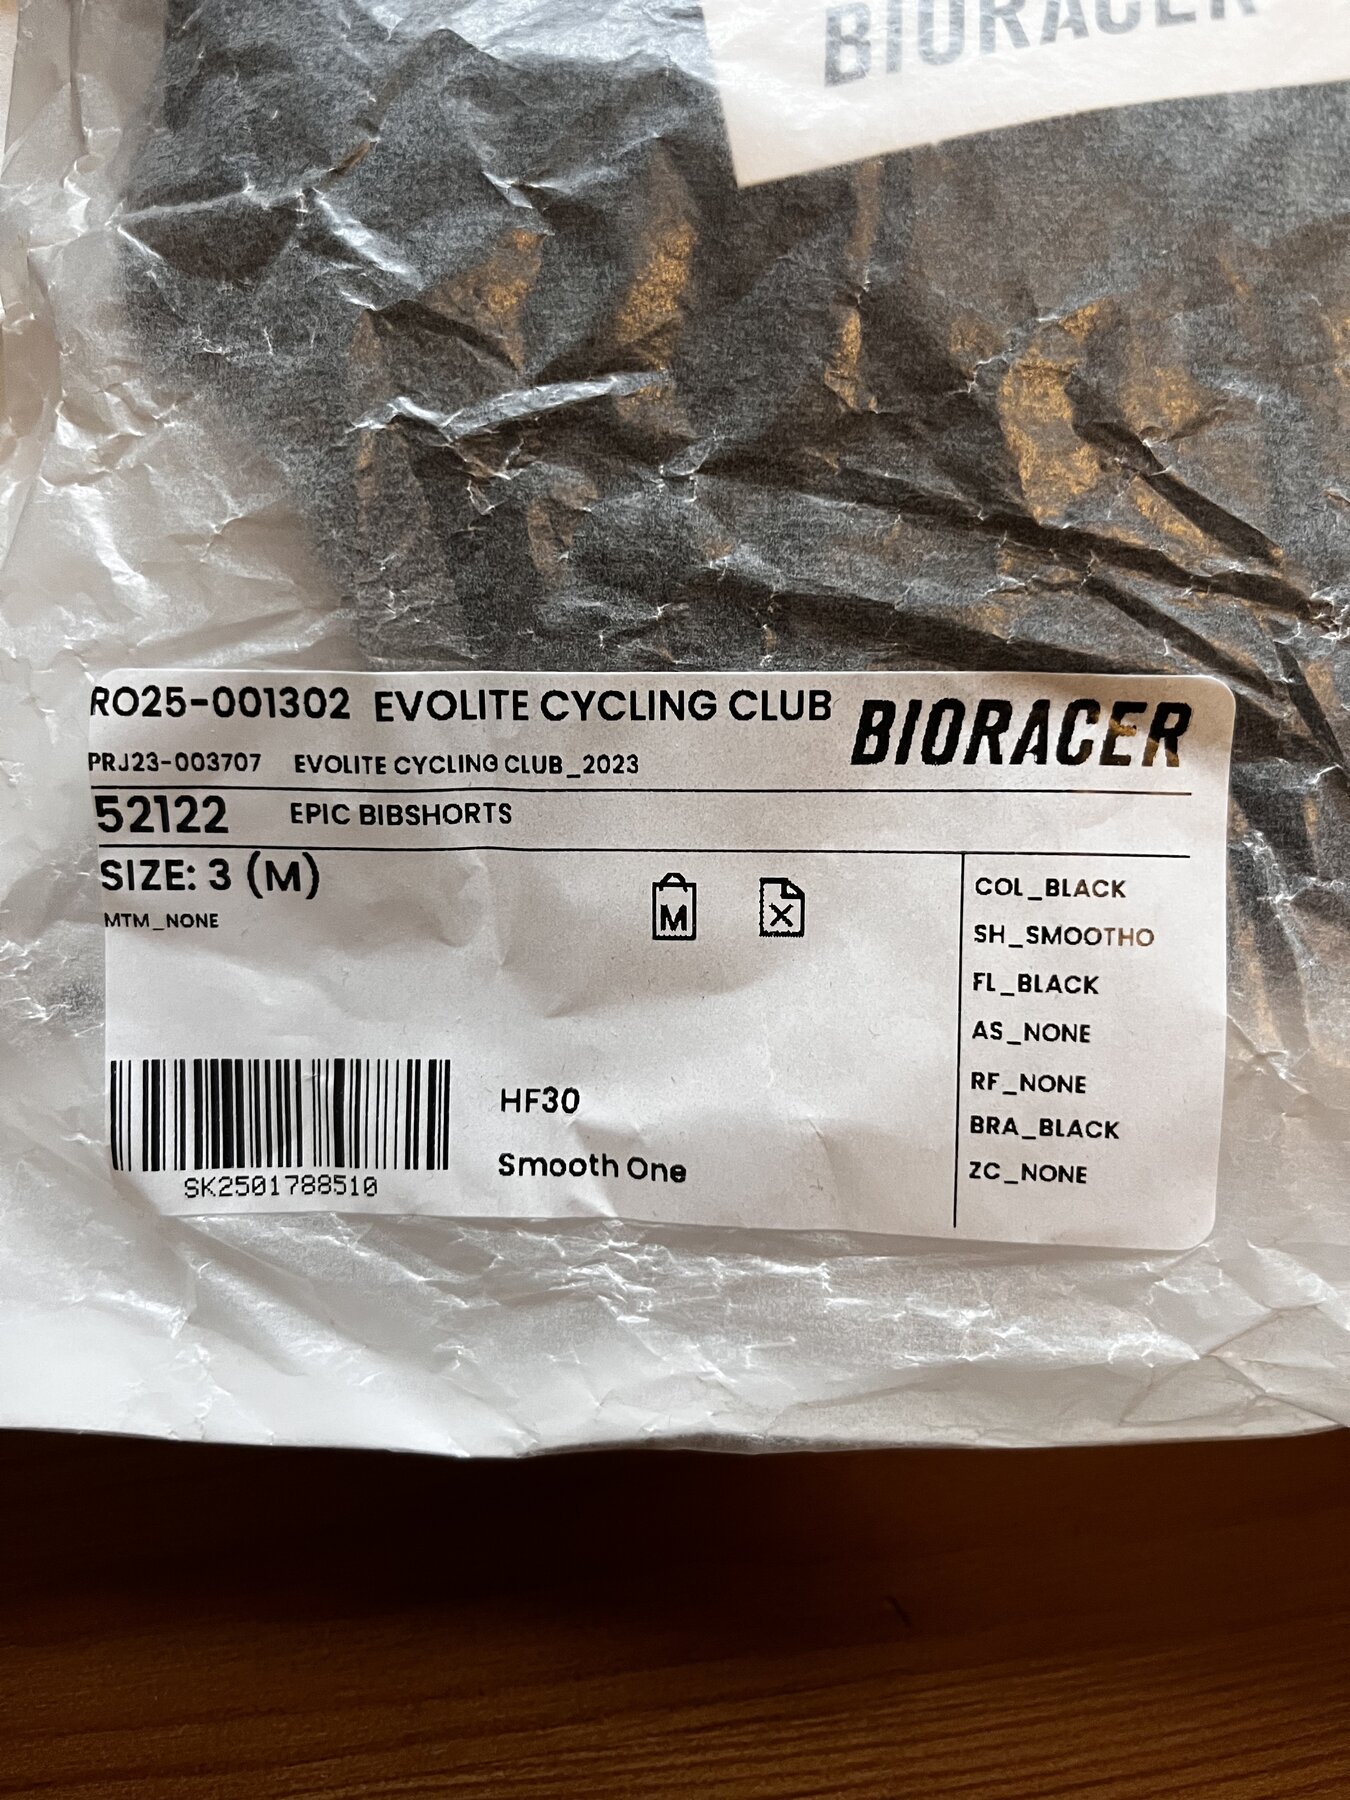 BIORACER
RO25-001302 EVOLITE CYCLING CLUB
BIORACER
PRJ23-003707 EVOLITE CYCLING CLUB_2023
52122 EPIC BIBSHORTS
SIZE: 3 (M)
MTM_NONE
M
X
COL_BLACK
SH_SMOOTHO
FL_BLACK
AS_NONE
RF_NONE
BRA_BLACK
ZC_NONE
HF30
Smooth One
SK2501788510